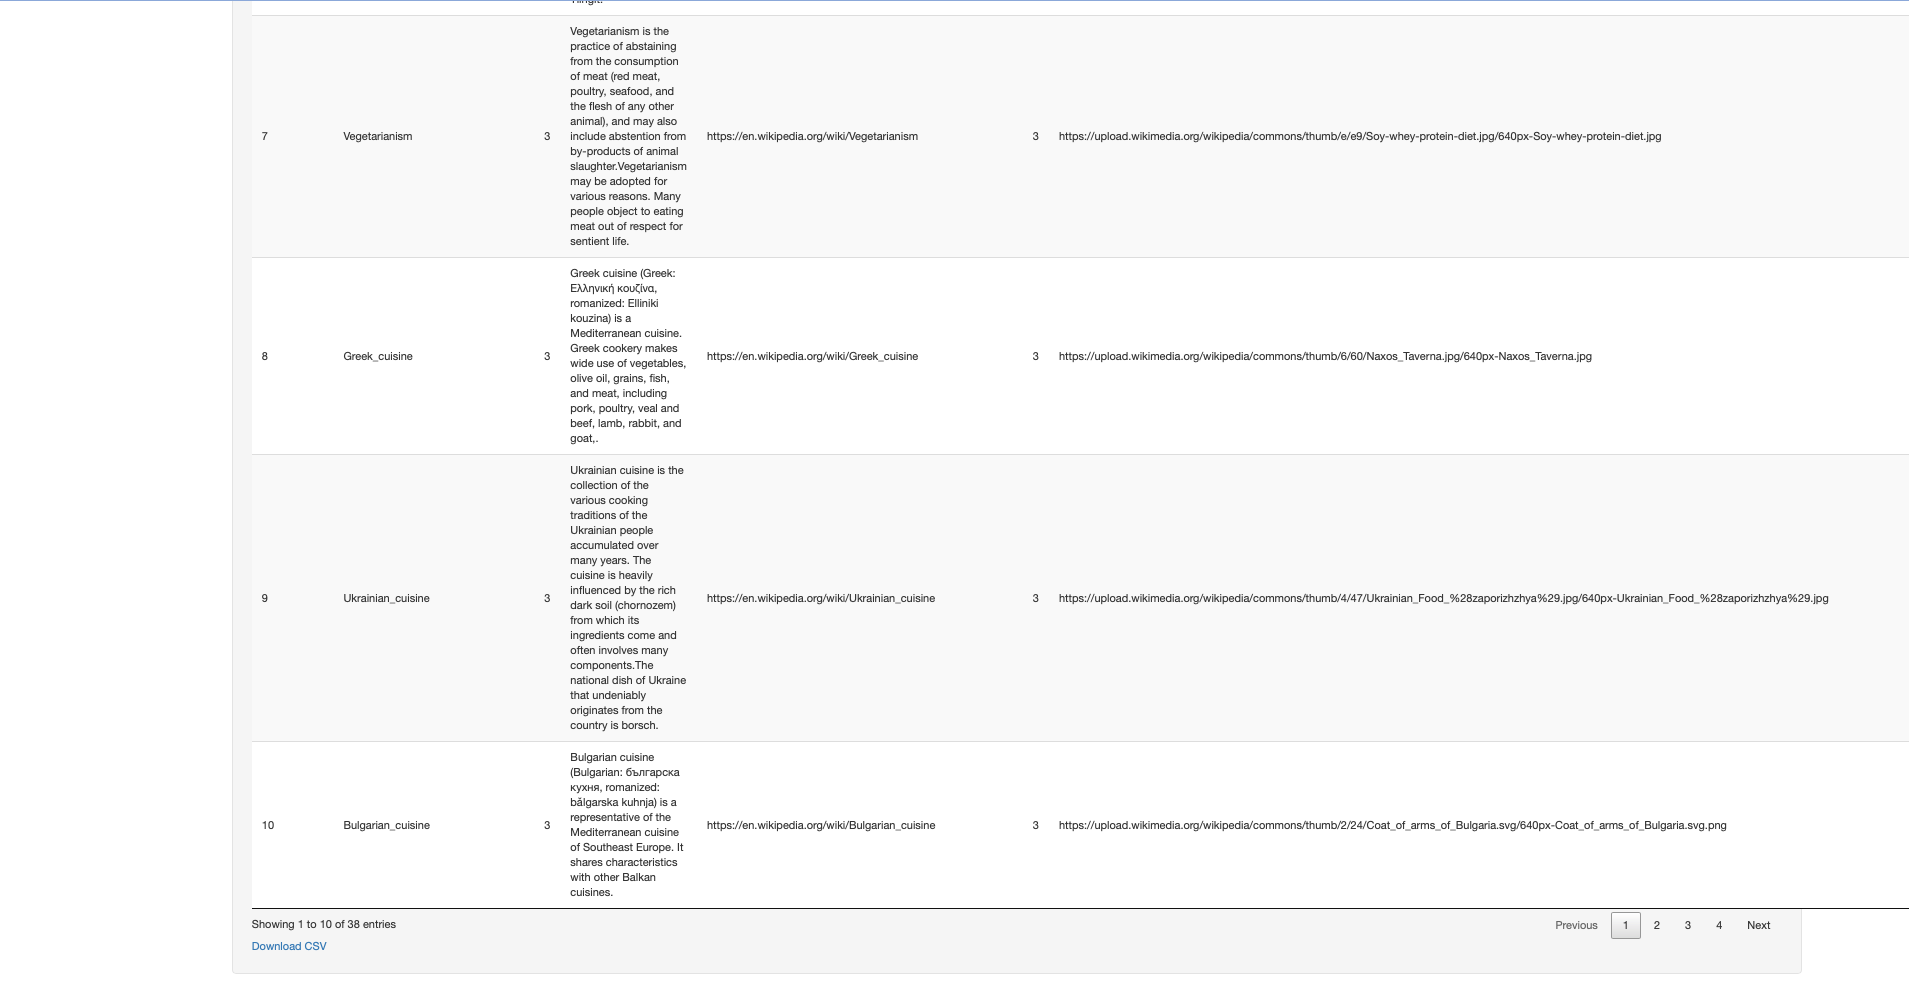 Tlingit.
Vegetarianism is the
practice of abstaining
from the consumption
of meat (red meat,
poultry, seafood, and
the flesh of any other
animal), and may also
7 Vegetarianism 3 include abstention from https://en.wikipedia.org/wiki/Vegetarianism 3 https://upload.wikimedia.org/wikipedia/commons/thumb/e/e9/Soy-whey-protein-diet.jpg/640px-Soy-whey-protein-diet.jpg
by-products of animal
slaughter.Vegetarianism
may be adopted for
various reasons. Many
people object to eating
meat out of respect for
sentient life.
Greek cuisine (Greek:
Ελληνική κουζίνα,
romanized: Elliniki
kouzina) is a
Mediterranean cuisine.
Greek cookery makes
8 Greek_cuisine 3 wide use of vegetables, https://en.wikipedia.org/wiki/Greek_cuisine 3 https://upload.wikimedia.org/wikipedia/commons/thumb/6/60/Naxos_Taverna.jpg/640px-Naxos_Taverna.jpg
olive oil, grains, fish,
and meat, including
pork, poultry, veal and
beef, lamb, rabbit, and
goat,.
Ukrainian cuisine is the
collection of the
various cooking
traditions of the
Ukrainian people
accumulated over
many years. The
cuisine is heavily
influenced by the rich
9 Ukrainian_cuisine 3 dark soil (chornozem) https://en.wikipedia.org/wiki/Ukrainian_cuisine 3 https://upload.wikimedia.org/wikipedia/commons/thumb/4/47/Ukrainian_Food_%28zaporizhzhya%29.jpg/640px-Ukrainian_Food_%28zaporizhzhya%29.jpg
from which its
ingredients come and
often involves many
components.The
national dish of Ukraine
that undeniably
originates from the
country is borsch.
Bulgarian cuisine
(Bulgarian: българска
кухня, romanized:
bǎlgarska kuhnja) is a
representative of the
10 Bulgarian_cuisine 3 Mediterranean cuisine https://en.wikipedia.org/wiki/Bulgarian_cuisine 3 https://upload.wikimedia.org/wikipedia/commons/thumb/2/24/Coat_of_arms_of_Bulgaria.svg/640px-Coat_of_arms_of_Bulgaria.svg.png
of Southeast Europe. It
shares characteristics
with other Balkan
cuisines.
Showing 1 to 10 of 38 entries Previous 1 2 3 4 Next
Download CSV